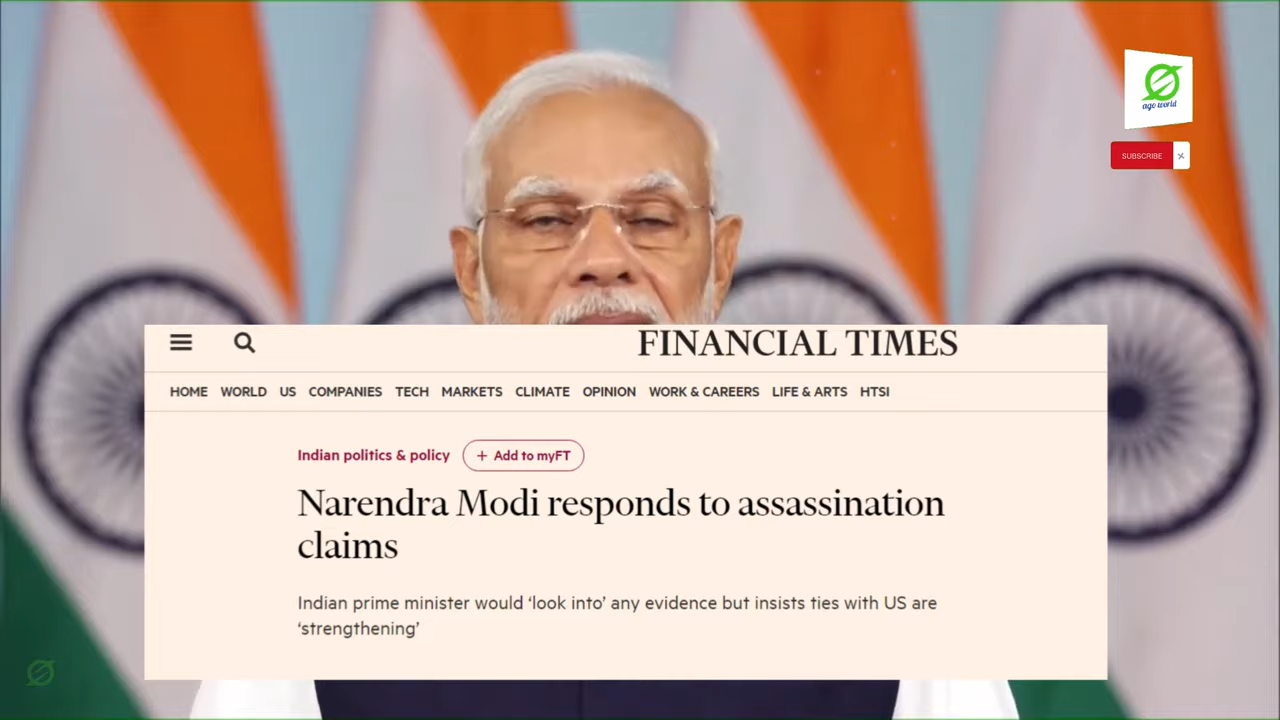 ago world
SUBSCRIBE
FINANCIAL TIMES
HOME WORLD US COMPANIES TECH MARKETS CLIMATE OPINION WORK & CAREERS LIFE & ARTS HTSI
Indian politics & policy + Add to myFT
Narendra Modi responds to assassination
claims
Indian prime minister would ‘look into’ any evidence but insists ties with US are
‘strengthening’